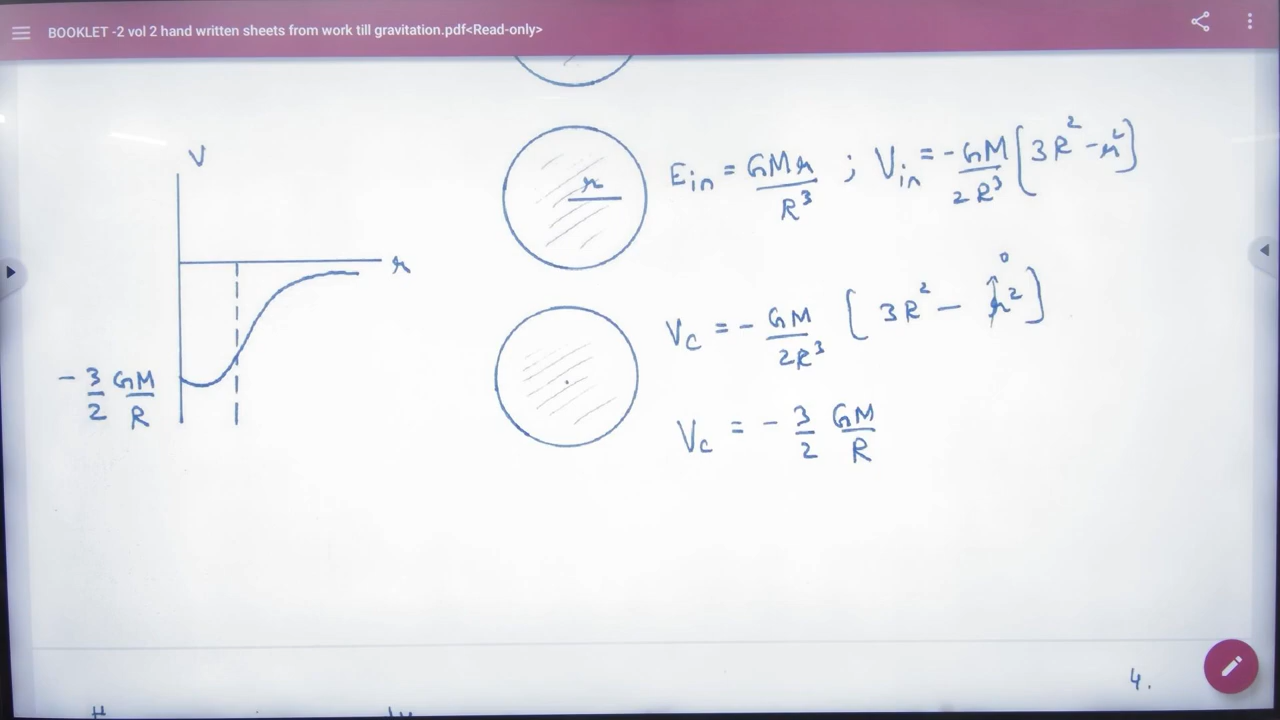 BOOKLET -2 vol 2 hand written sheets from work till gravitation.pdf<Read-only>
V
r
- 3/2 GM/R
r
E_in = GMr/R³ ; V_in = - GM/2R³ [3R² - r²]
V_c = - GM/2R³ [3R² - r²] 0
V_c = - 3/2 GM/R
4.